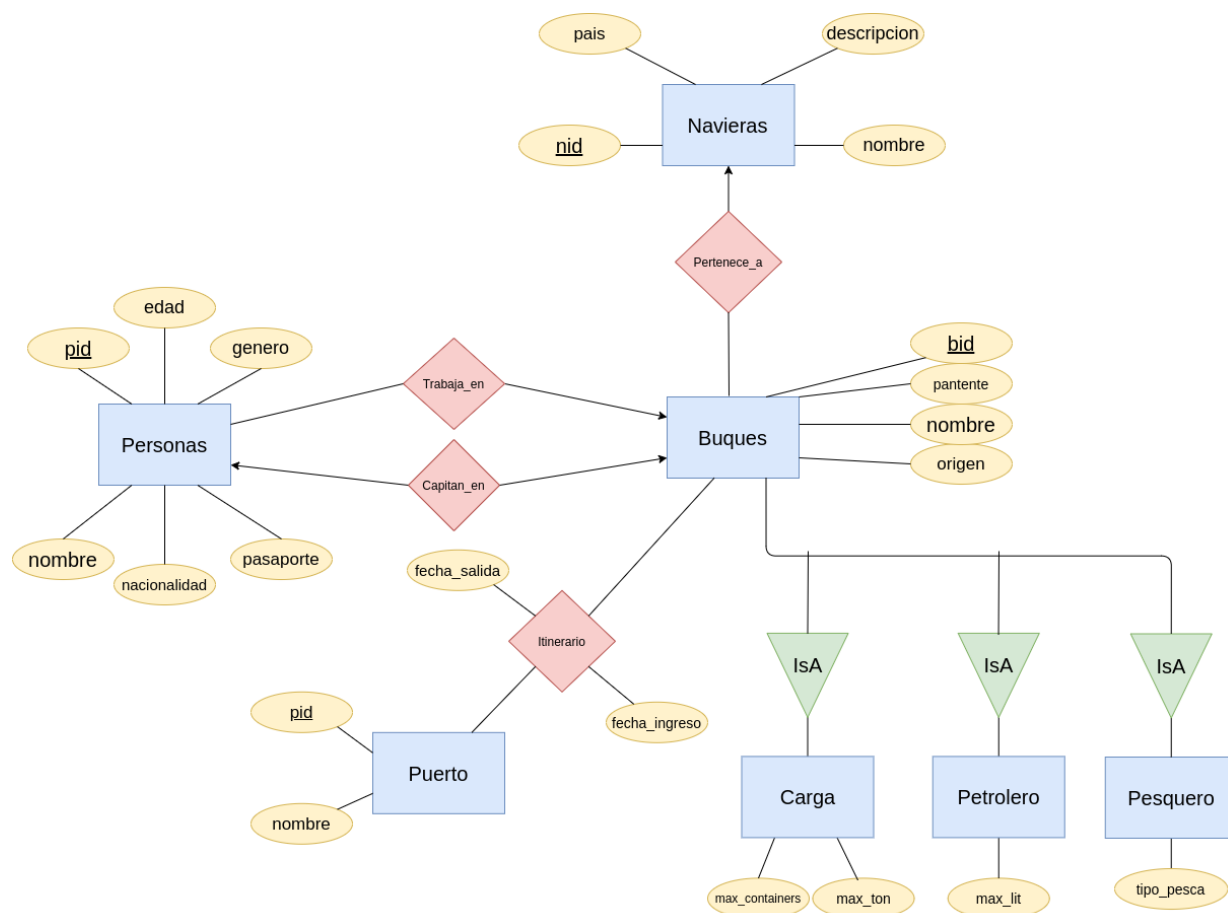 pais
descripcion
Navieras
nid
nombre
Pertenece_a
edad
pid
genero
Trabaja_en
bid
pantente
nombre
origen
Personas
Buques
Capitan_en
nombre
nacionalidad
pasaporte
fecha_salida
Itinerario
IsA
IsA
IsA
pid
fecha_ingreso
Puerto
nombre
Carga
Petrolero
Pesquero
max_containers
max_ton
max_lit
tipo_pesca